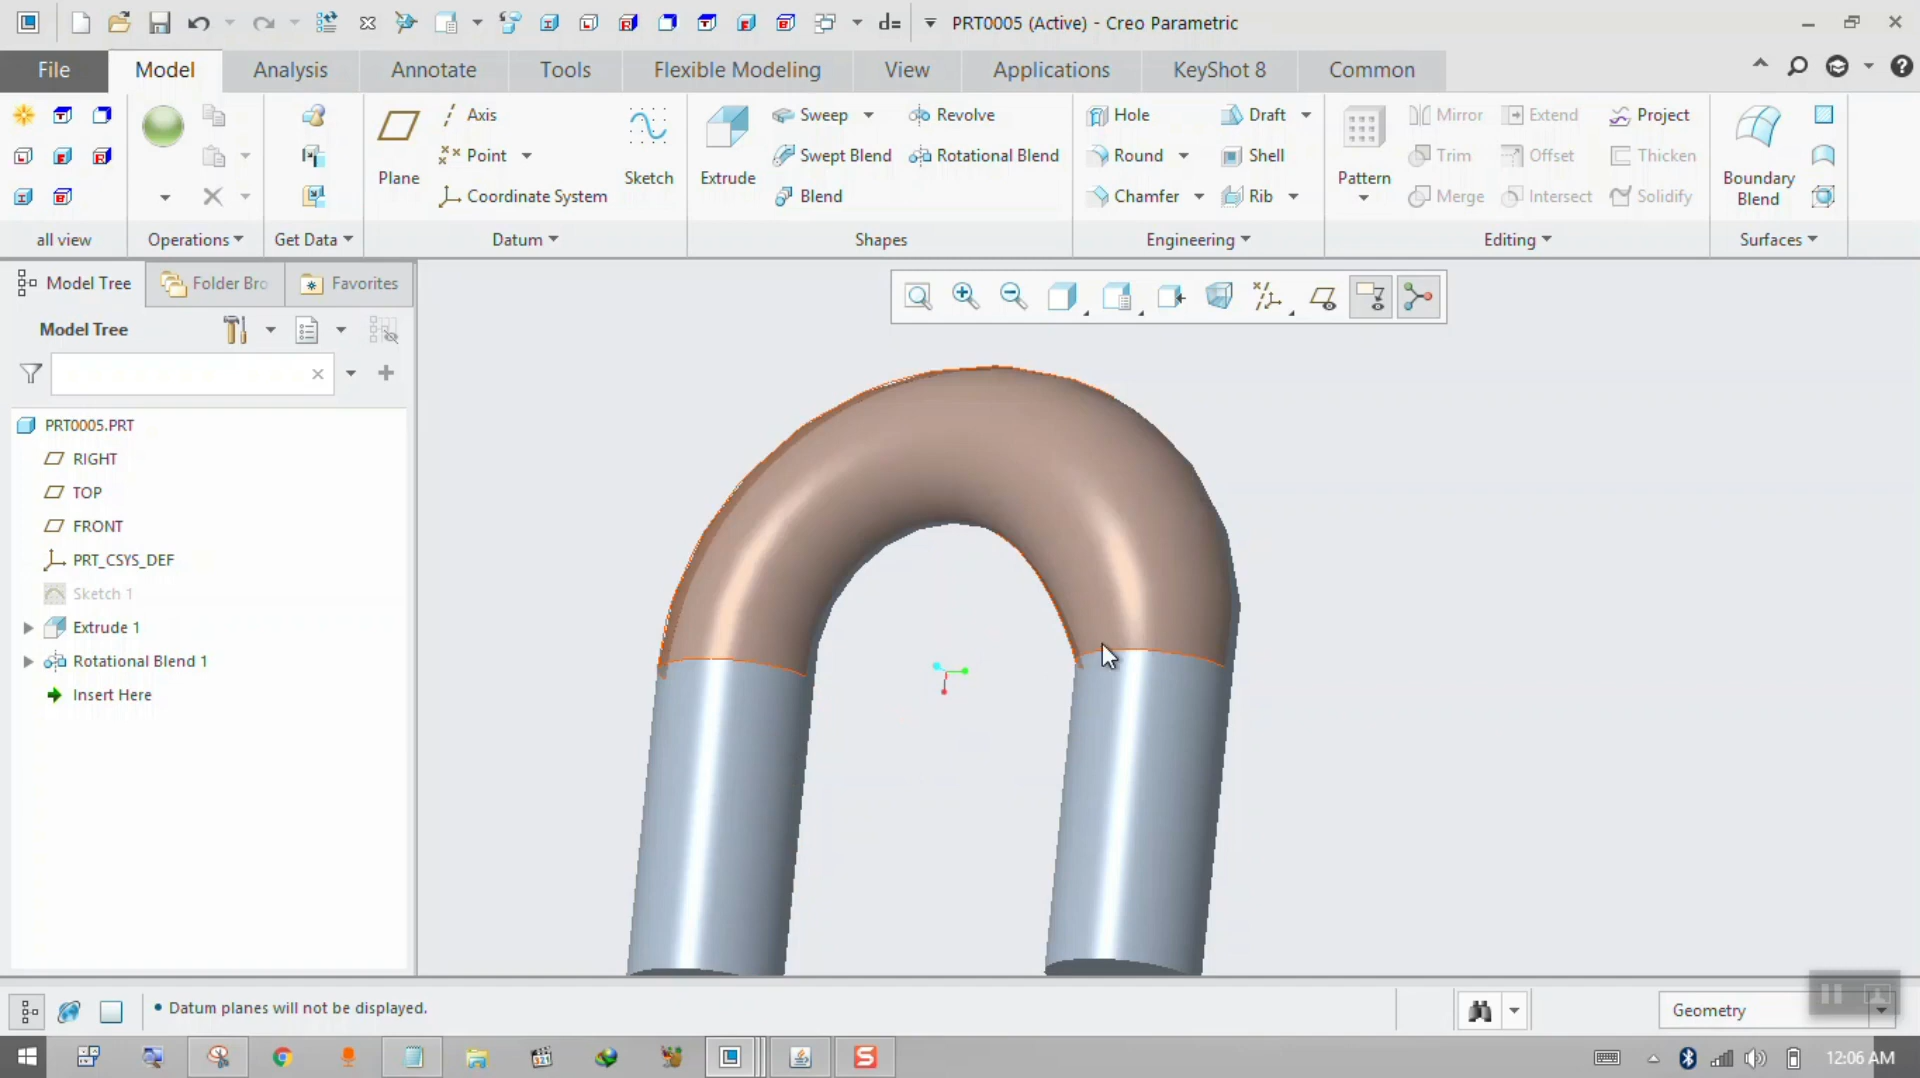 PRT0005 (Active) - Creo Parametric
File Model Analysis Annotate Tools Flexible Modeling View Applications KeyShot 8 Common
Axis Sweep Revolve Hole Draft Mirror Extend Project
Point Swept Blend Rotational Blend Round Shell Trim Offset Thicken
Plane Sketch Extrude Pattern Boundary Blend
Coordinate System Blend Chamfer Rib Merge Intersect Solidify
all view Operations Get Data Datum Shapes Engineering Editing Surfaces
Model Tree Folder Bro Favorites
Model Tree
PRT0005.PRT
RIGHT
TOP
FRONT
PRT_CSYS_DEF
Sketch 1
Extrude 1
Rotational Blend 1
Insert Here
• Datum planes will not be displayed.
Geometry
12:06 AM